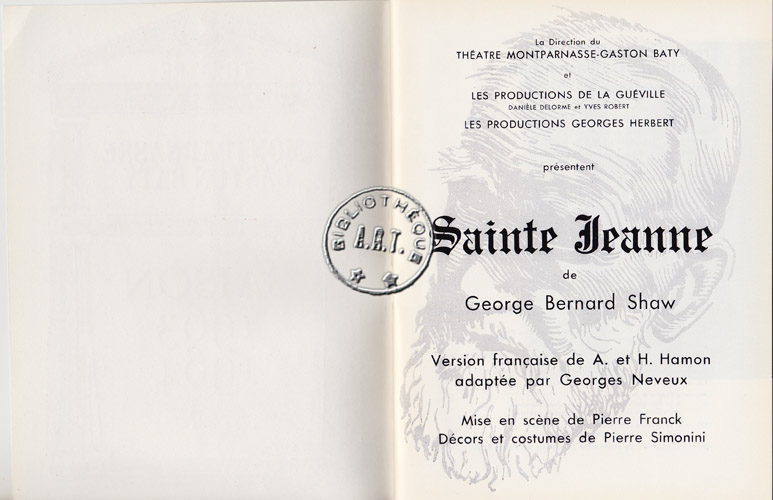 La Direction du
THÉATRE MONTPARNASSE-GASTON BATY
et
LES PRODUCTIONS DE LA GUÉVILLE
DANIÈLE DELORME et YVES ROBERT
LES PRODUCTIONS GEORGES HERBERT
présentent
BIBLIOTHÈQUE
A.R.T.
Sainte Jeanne
de
George Bernard Shaw
Version française de A. et H. Hamon
adaptée par Georges Neveux
Mise en scène de Pierre Franck
Décors et costumes de Pierre Simonini